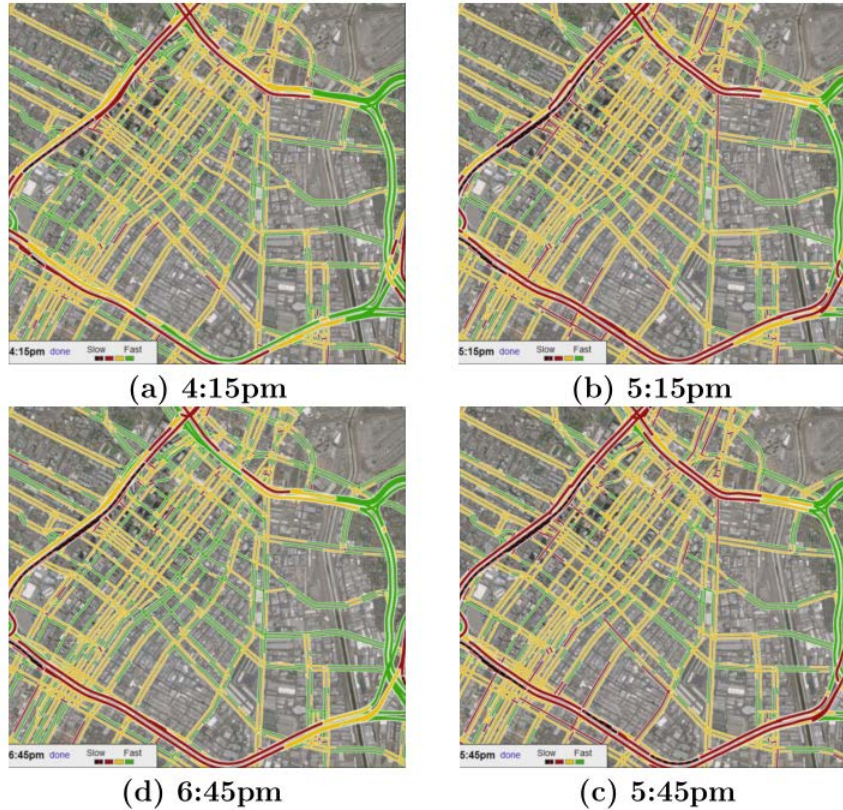 4:15pm done Slow Fast
5:15pm done Slow Fast
(a) 4:15pm
(b) 5:15pm
6:45pm done Slow Fast
5:45pm done Slow Fast
(d) 6:45pm
(c) 5:45pm